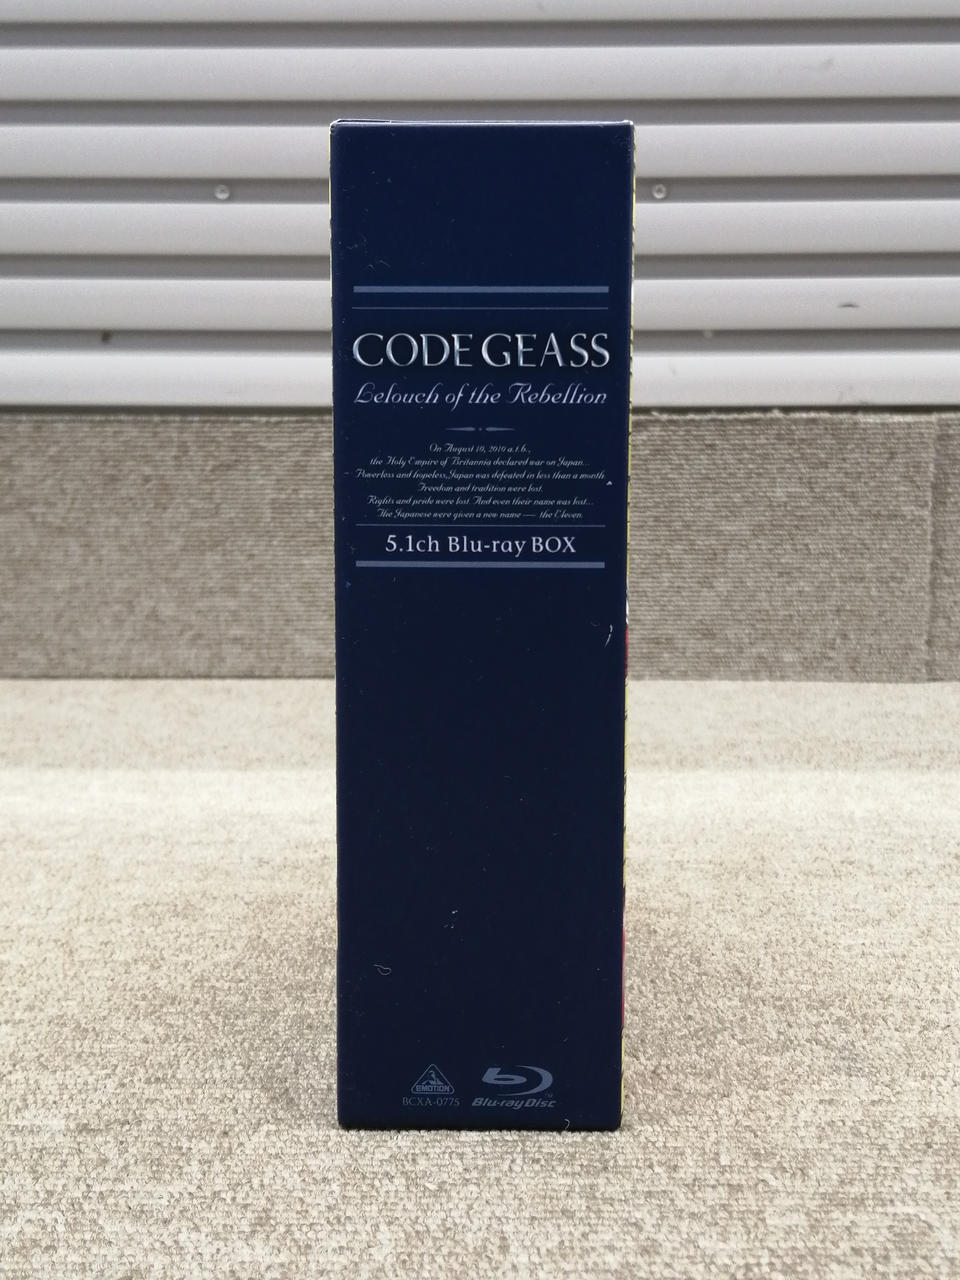 CODE GEASS
Lelouch of the Rebellion
On August 10, 2010 a.t.b.,
the Holy Empire of Britannia declared war on Japan...
Powerless and hopeless, Japan was defeated in less than a month.
Freedom and tradition were lost.
Rights and pride were lost. And even their name was lost...
The Japanese were given a new name — the Eleven.
5.1ch Blu-ray BOX
EMOTION
BCXA-0775
Blu-ray Disc
TM